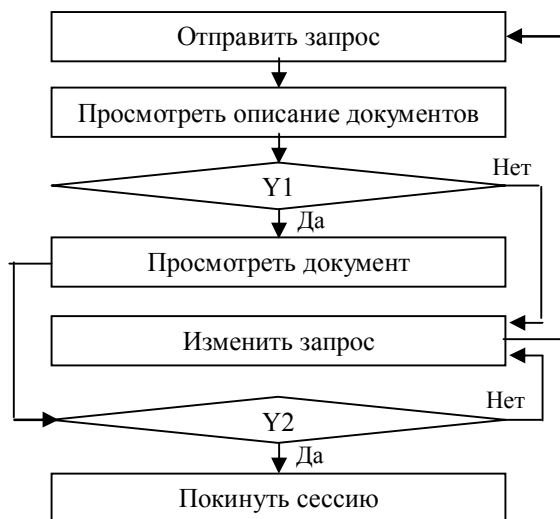 Отправить запрос
Просмотреть описание документов
Y1
Нет
Да
Просмотреть документ
Изменить запрос
Y2
Нет
Да
Покинуть сессию